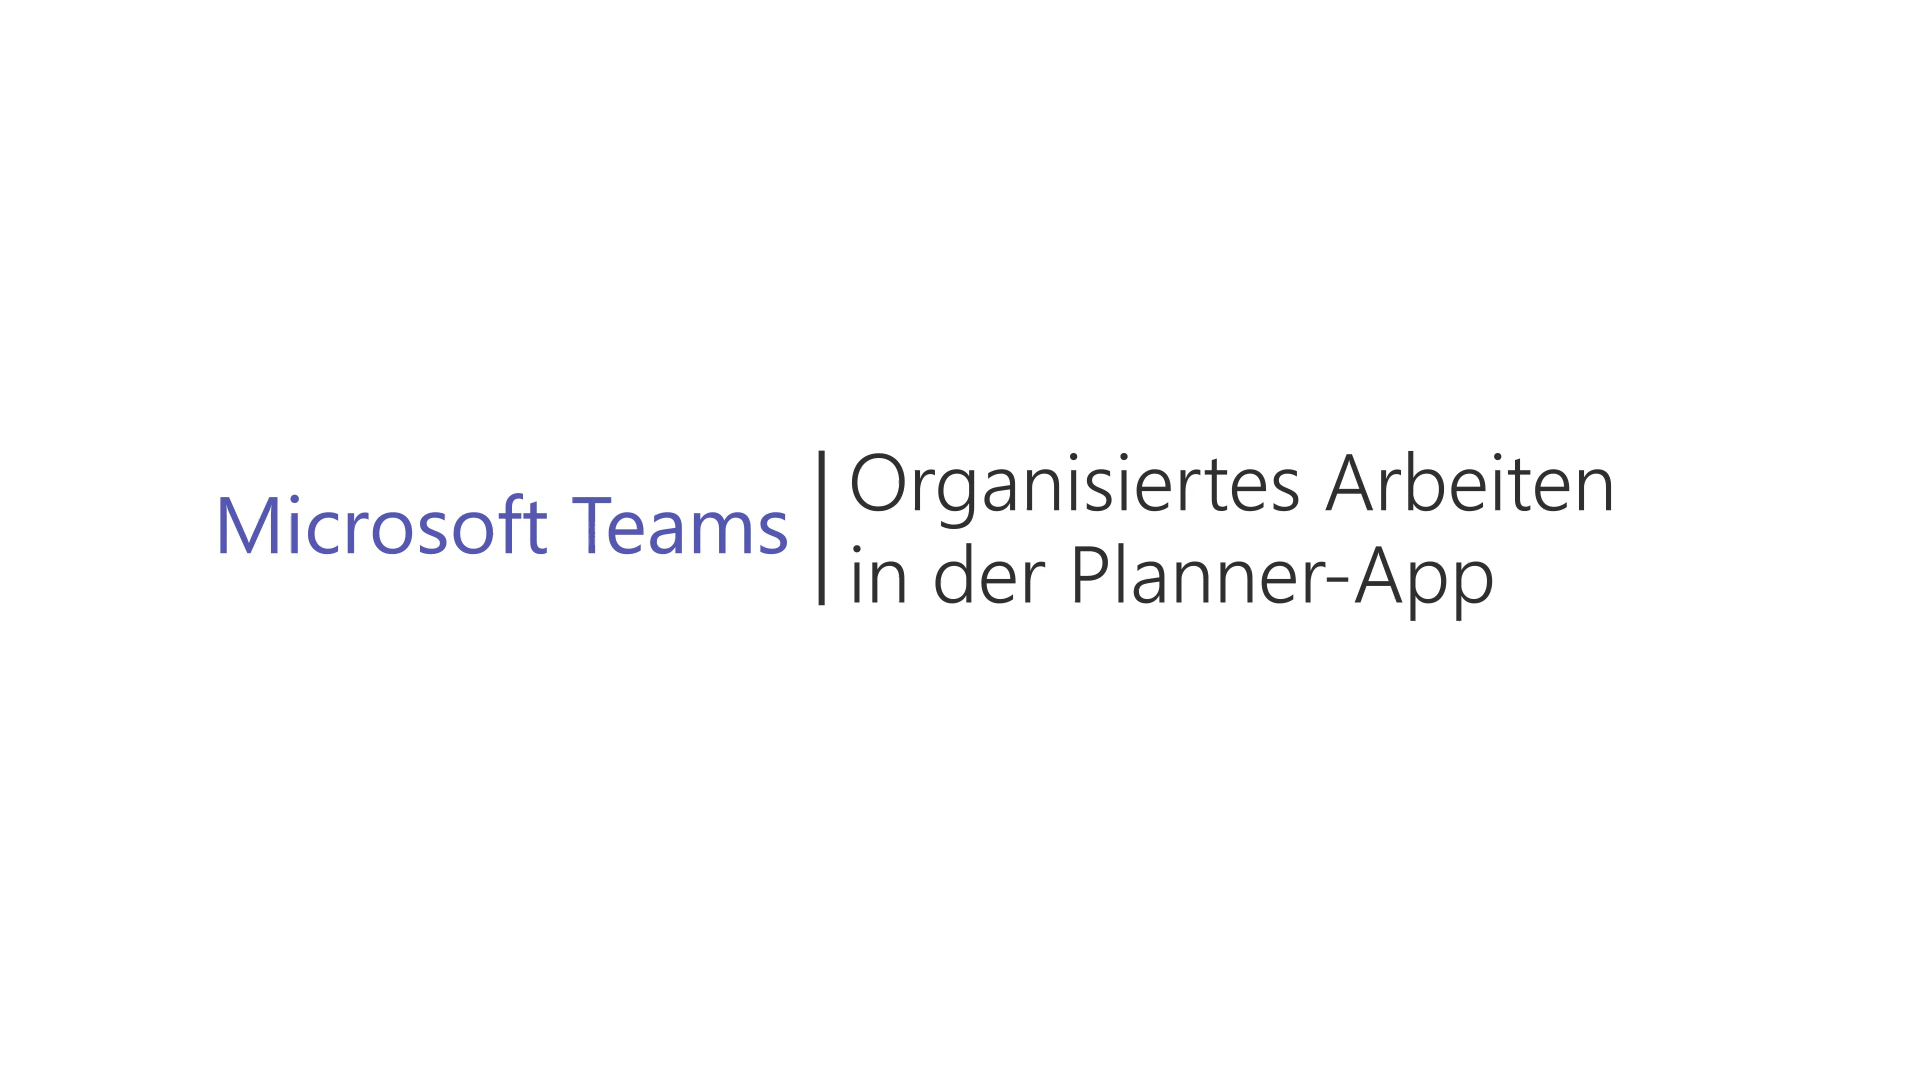 Microsoft Teams
Organisiertes Arbeiten
in der Planner-App